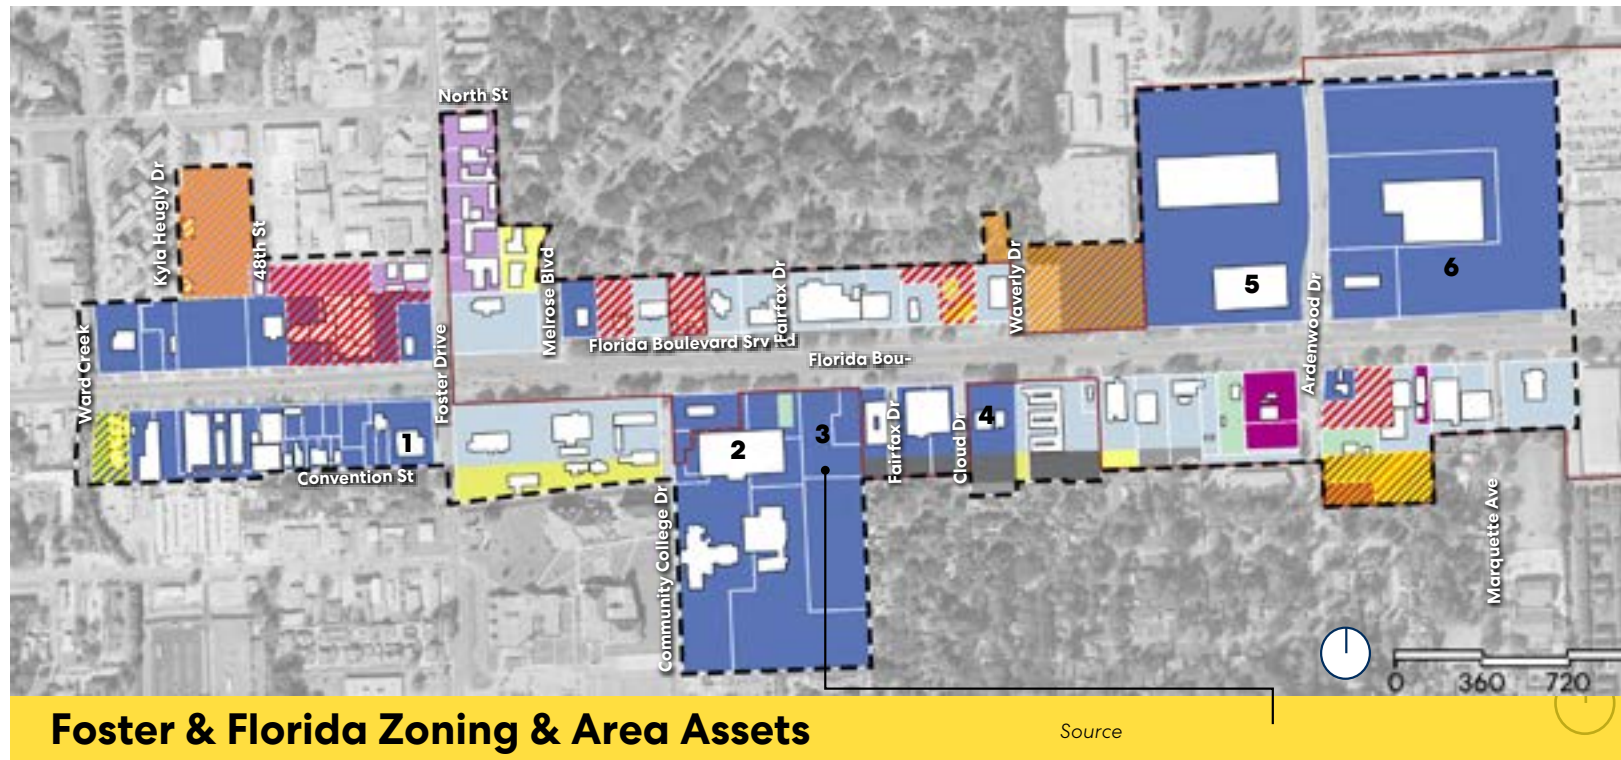 North St
Kyla Heugly Dr
48th St
Melrose Blvd
Fairfax Dr
Waverly Dr
5
6
Ardenwood Dr
Ward Creek
Foster Drive
Florida Boulevard Srv Rd
Florida Bou-
1
2
3
4
Fairfax Dr
Cloud Dr
Convention St
Community College Dr
Marquette Ave
0 360 720
Foster & Florida Zoning & Area Assets
Source